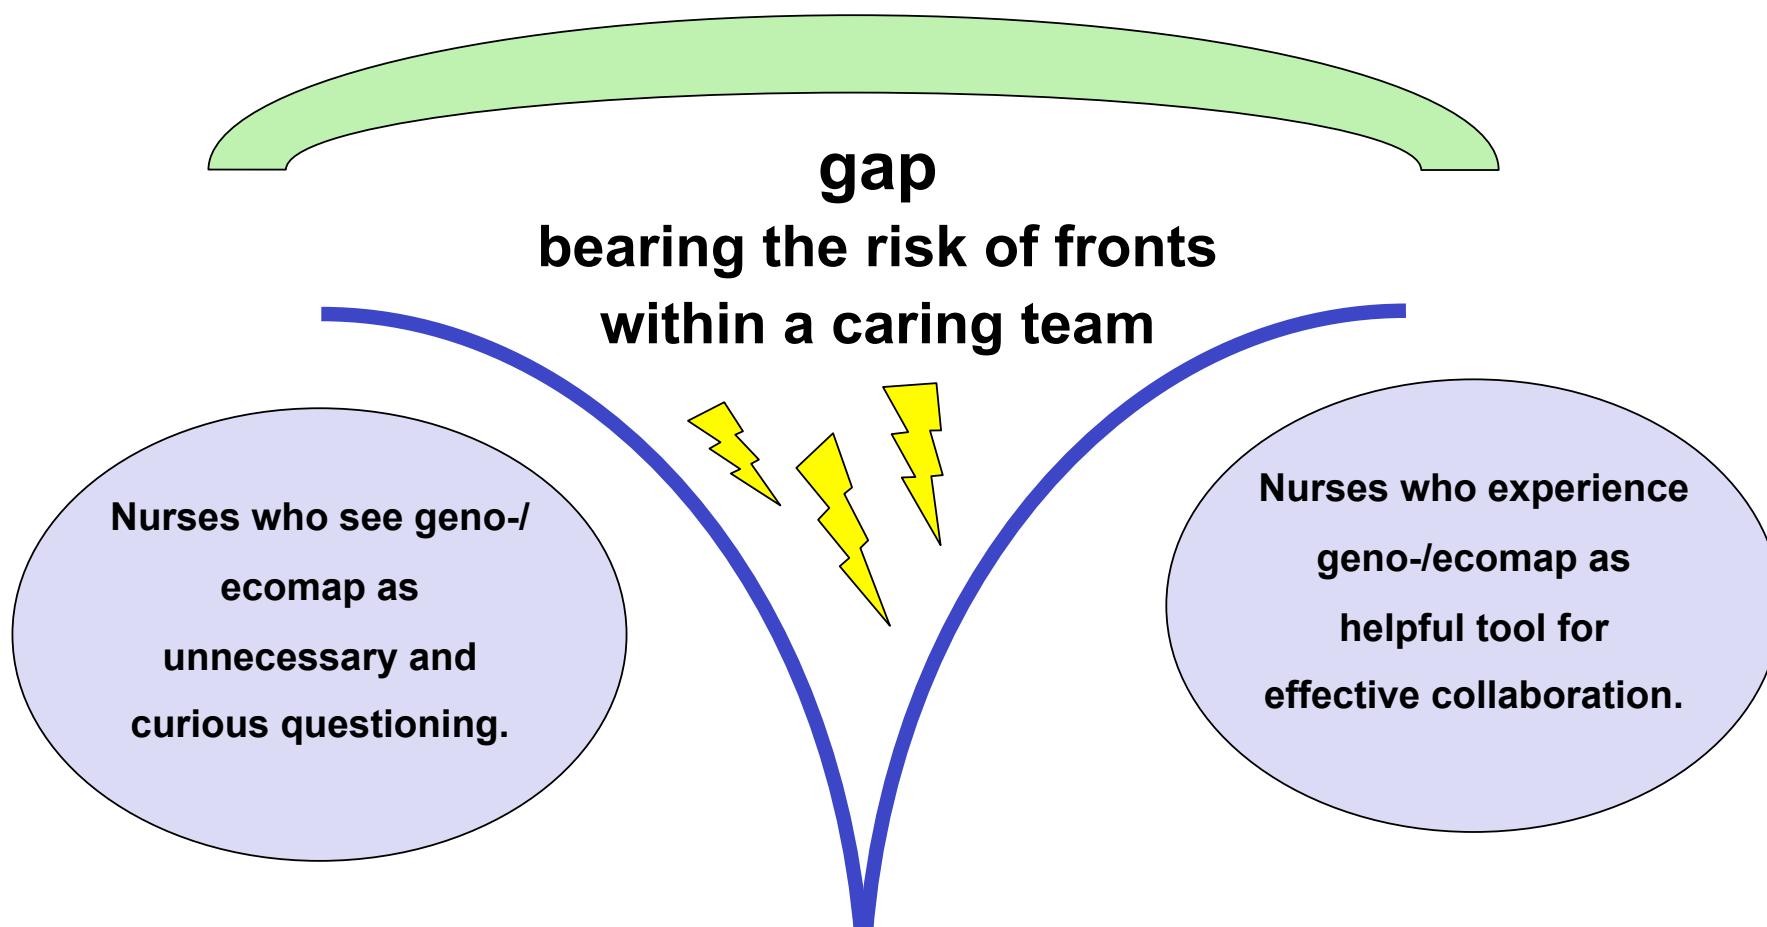 gap
bearing the risk of fronts
within a caring team
Nurses who see geno-/
ecomap as
unnecessary and
curious questioning.
Nurses who experience
geno-/ecomap as
helpful tool for
effective collaboration.